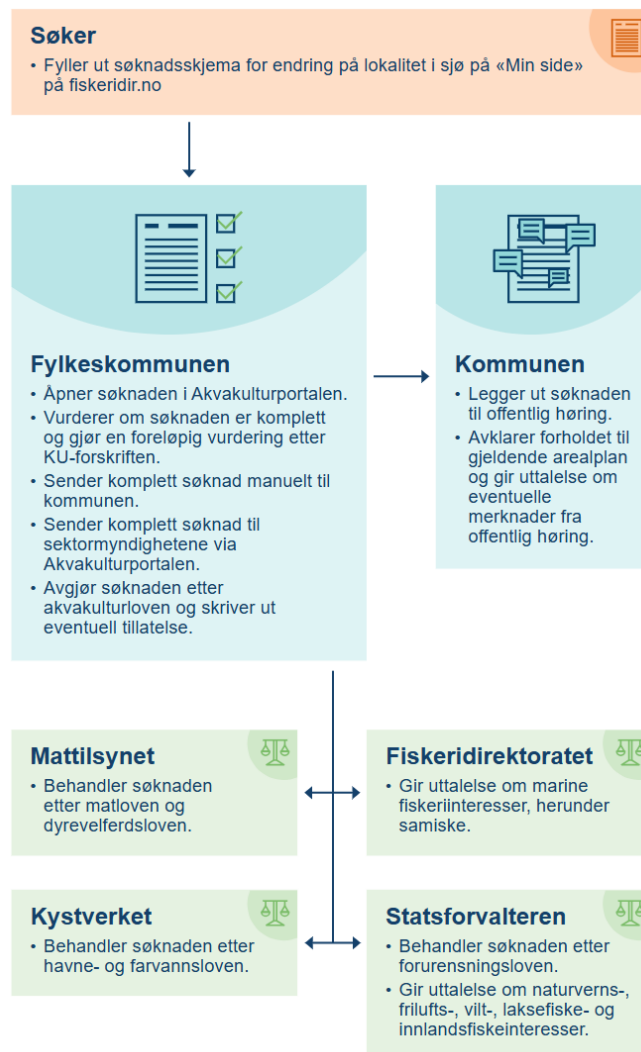 Søker
• Fyller ut søknadsskjema for endring på lokalitet i sjø på «Min side»
på fiskeridir.no
Fylkeskommunen
• Åpner søknaden i Akvakulturportalen.
• Vurderer om søknaden er komplett
og gjør en foreløpig vurdering etter
KU-forskriften.
• Sender komplett søknad manuelt til
kommunen.
• Sender komplett søknad til
sektormyndighetene via
Akvakulturportalen.
• Avgjør søknaden etter
akvakulturloven og skriver ut
eventuell tillatelse.
Kommunen
• Legger ut søknaden
til offentlig høring.
• Avklarer forholdet til
gjeldende arealplan
og gir uttalelse om
eventuelle
merknader fra
offentlig høring.
Mattilsynet
• Behandler søknaden
etter matloven og
dyrevelferdsloven.
Fiskeridirektoratet
• Gir uttalelse om marine
fiskeriinteresser, herunder
samiske.
Kystverket
• Behandler søknaden etter
havne- og farvannsloven.
Statsforvalteren
• Behandler søknaden etter
forurensningsloven.
• Gir uttalelse om naturverns-,
frilufts-, vilt-, laksefiske- og
innlandsfiskeinteresser.